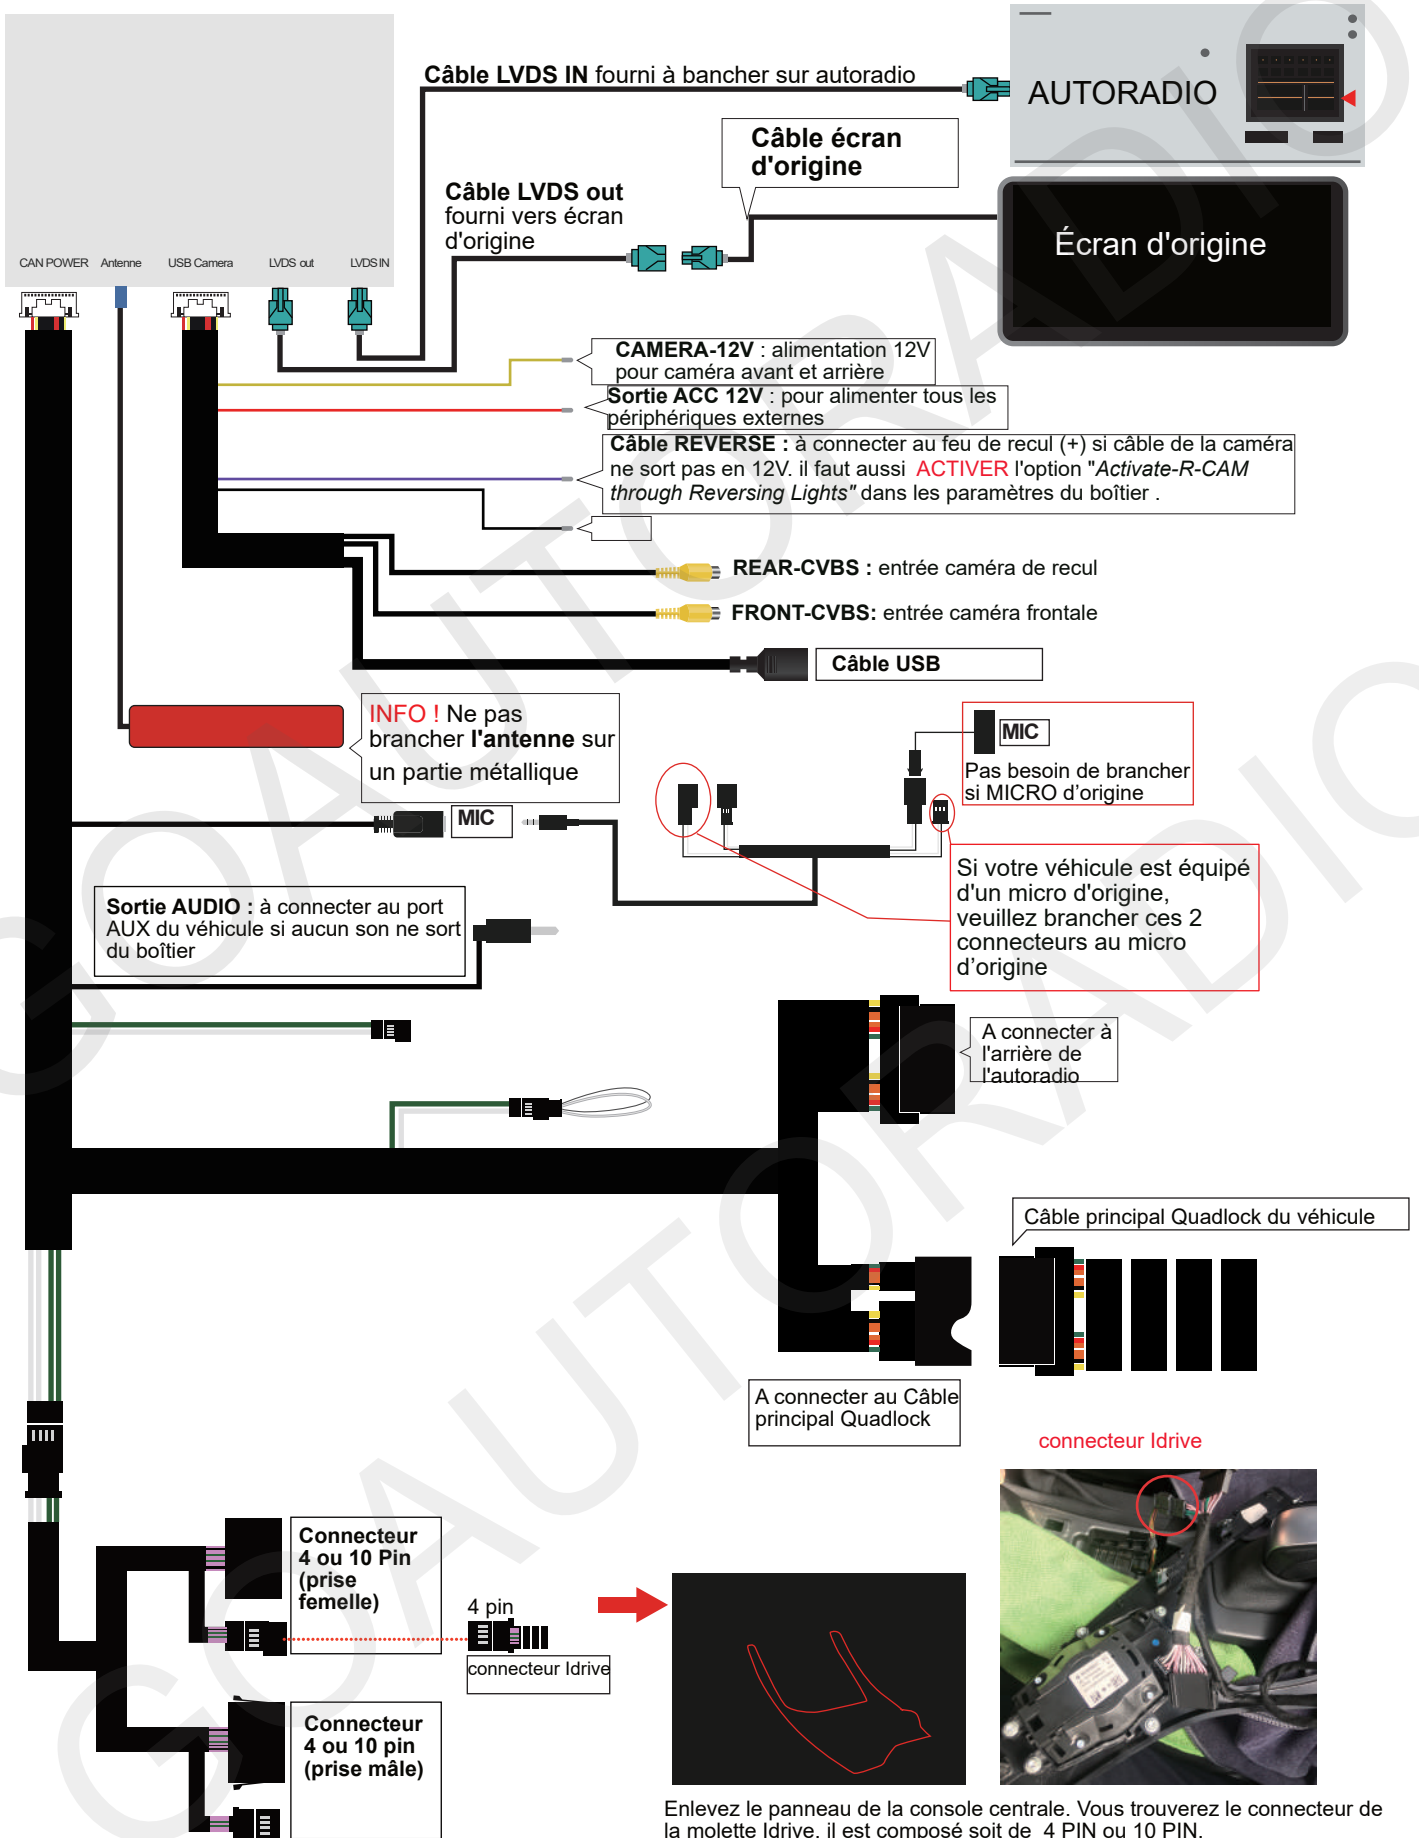 Câble LVDS IN fourni à bancher sur autoradio
AUTORADIO
Câble écran
d'origine
Câble LVDS out
fourni vers écran
d'origine
Écran d'origine
CAN POWER
Antenne
USB Camera
LVDS out
LVDS IN
CAMERA-12V : alimentation 12V
pour caméra avant et arrière
Sortie ACC 12V : pour alimenter tous les
périphériques externes
Câble REVERSE : à connecter au feu de recul (+) si câble de la caméra
ne sort pas en 12V. il faut aussi ACTIVER l'option "Activate-R-CAM
through Reversing Lights" dans les paramètres du boîtier .
REAR-CVBS : entrée caméra de recul
FRONT-CVBS: entrée caméra frontale
Câble USB
INFO ! Ne pas
brancher l'antenne sur
un partie métallique
MIC
MIC
Pas besoin de brancher
si MICRO d'origine
Si votre véhicule est équipé
d'un micro d'origine,
veuillez brancher ces 2
connecteurs au micro
d'origine
Sortie AUDIO : à connecter au port
AUX du véhicule si aucun son ne sort
du boîtier
A connecter à
l'arrière de
l'autoradio
Câble principal Quadlock du véhicule
A connecter au Câble
principal Quadlock
connecteur Idrive
Connecteur
4 ou 10 Pin
(prise
femelle)
4 pin
connecteur Idrive
Connecteur
4 ou 10 pin
(prise mâle)
Enlevez le panneau de la console centrale. Vous trouverez le connecteur de
la molette Idrive, il est composé soit de 4 PIN ou 10 PIN.
GOAUTORADIO
GOAUTORADIO